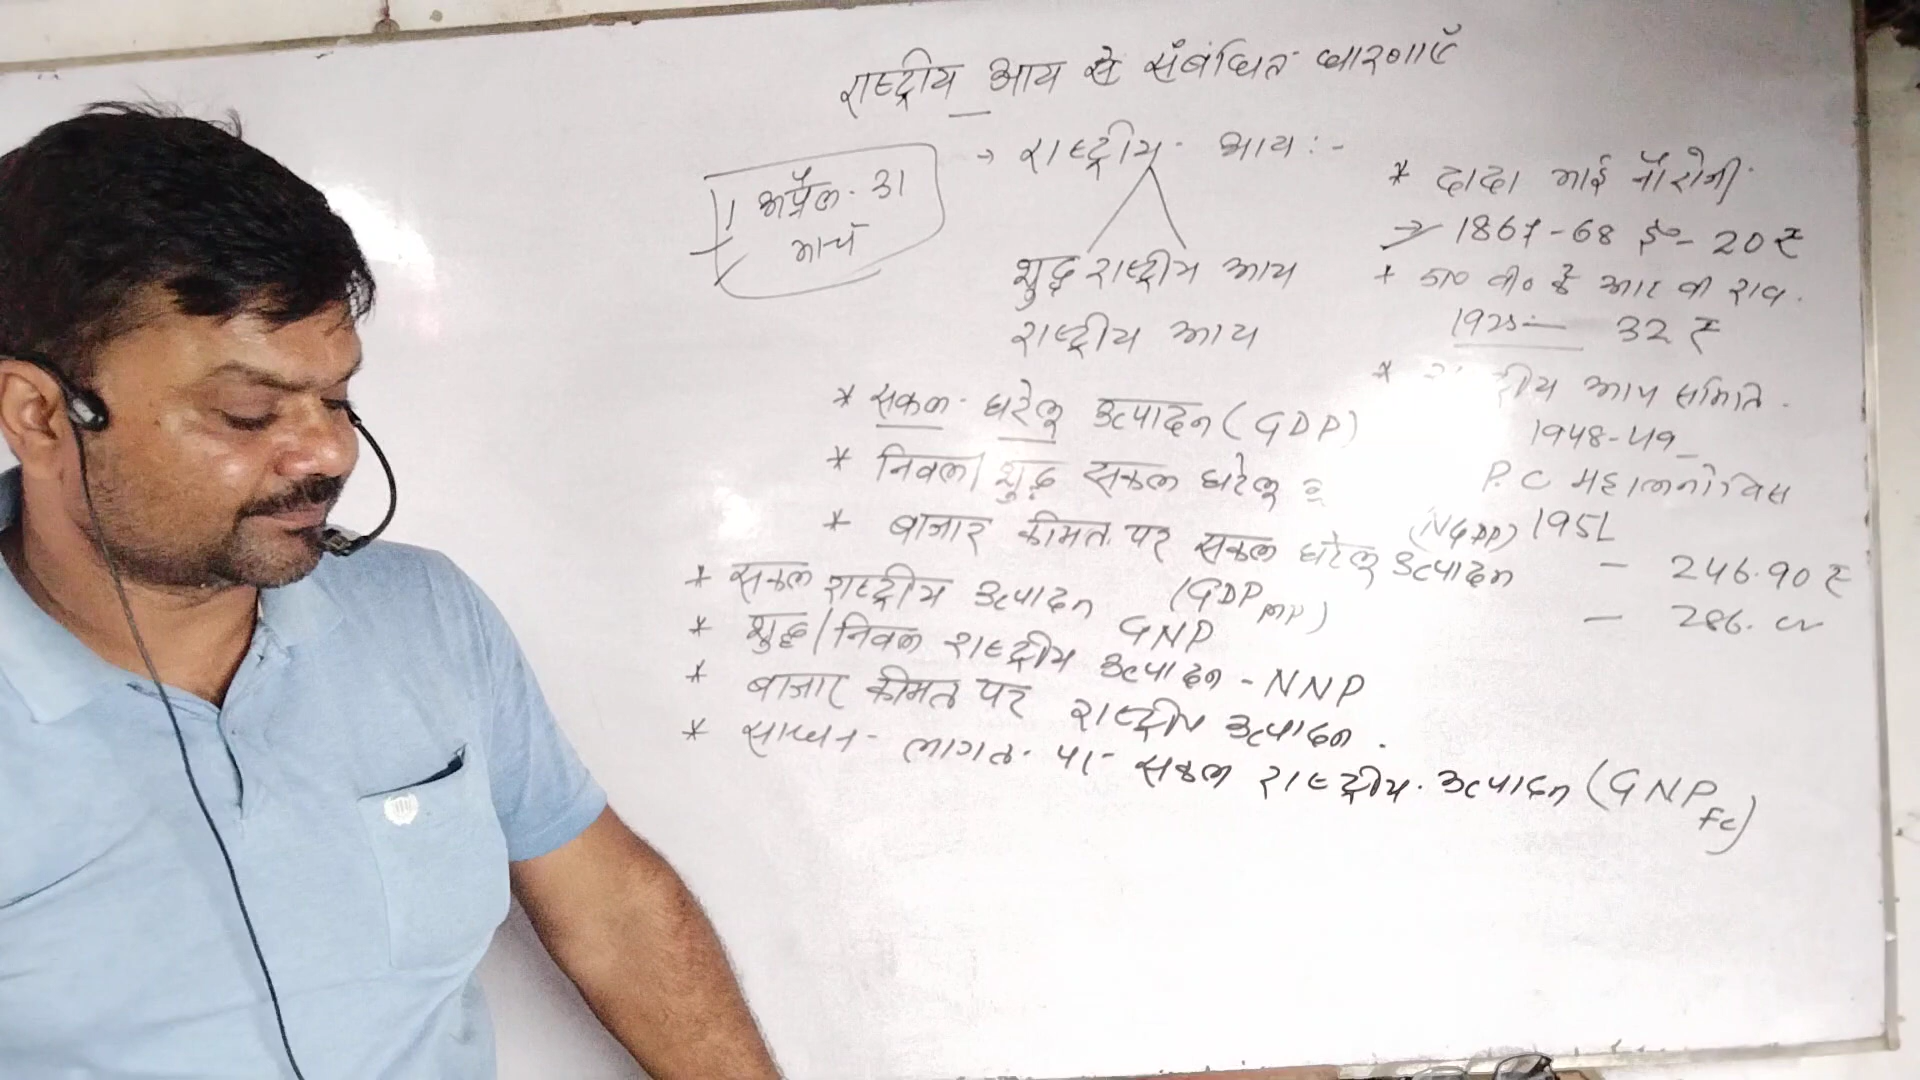 राष्ट्रीय आय से संबंधित धारणाएँ
→ राष्ट्रीय आय :-
1 अप्रैल - 31
मार्च
शुद्ध राष्ट्रीय आय
राष्ट्रीय आय
* सकल घरेलू उत्पादन (GDP)
* निवल/शुद्ध सकल घरेलू उ
(NGDP)
* बाजार कीमत पर सकल घरेलू उत्पादन
(GDP MP)
* सकल राष्ट्रीय उत्पादन GNP
* शुद्ध/निवल राष्ट्रीय उत्पादन - NNP
* बाजार कीमत पर राष्ट्रीय उत्पादन.
* साधन लागत पर सकल राष्ट्रीय उत्पादन (GNP FC)
* दादा भाई नौरोजी
→ 1867-68 ई०- 20 ₹
* डा० वी० के आर वी राव.
1925 — 32 ₹
* आय समिति -
1948-49
P.C महालनोविस
1951
- 246.90 ₹
- 286.